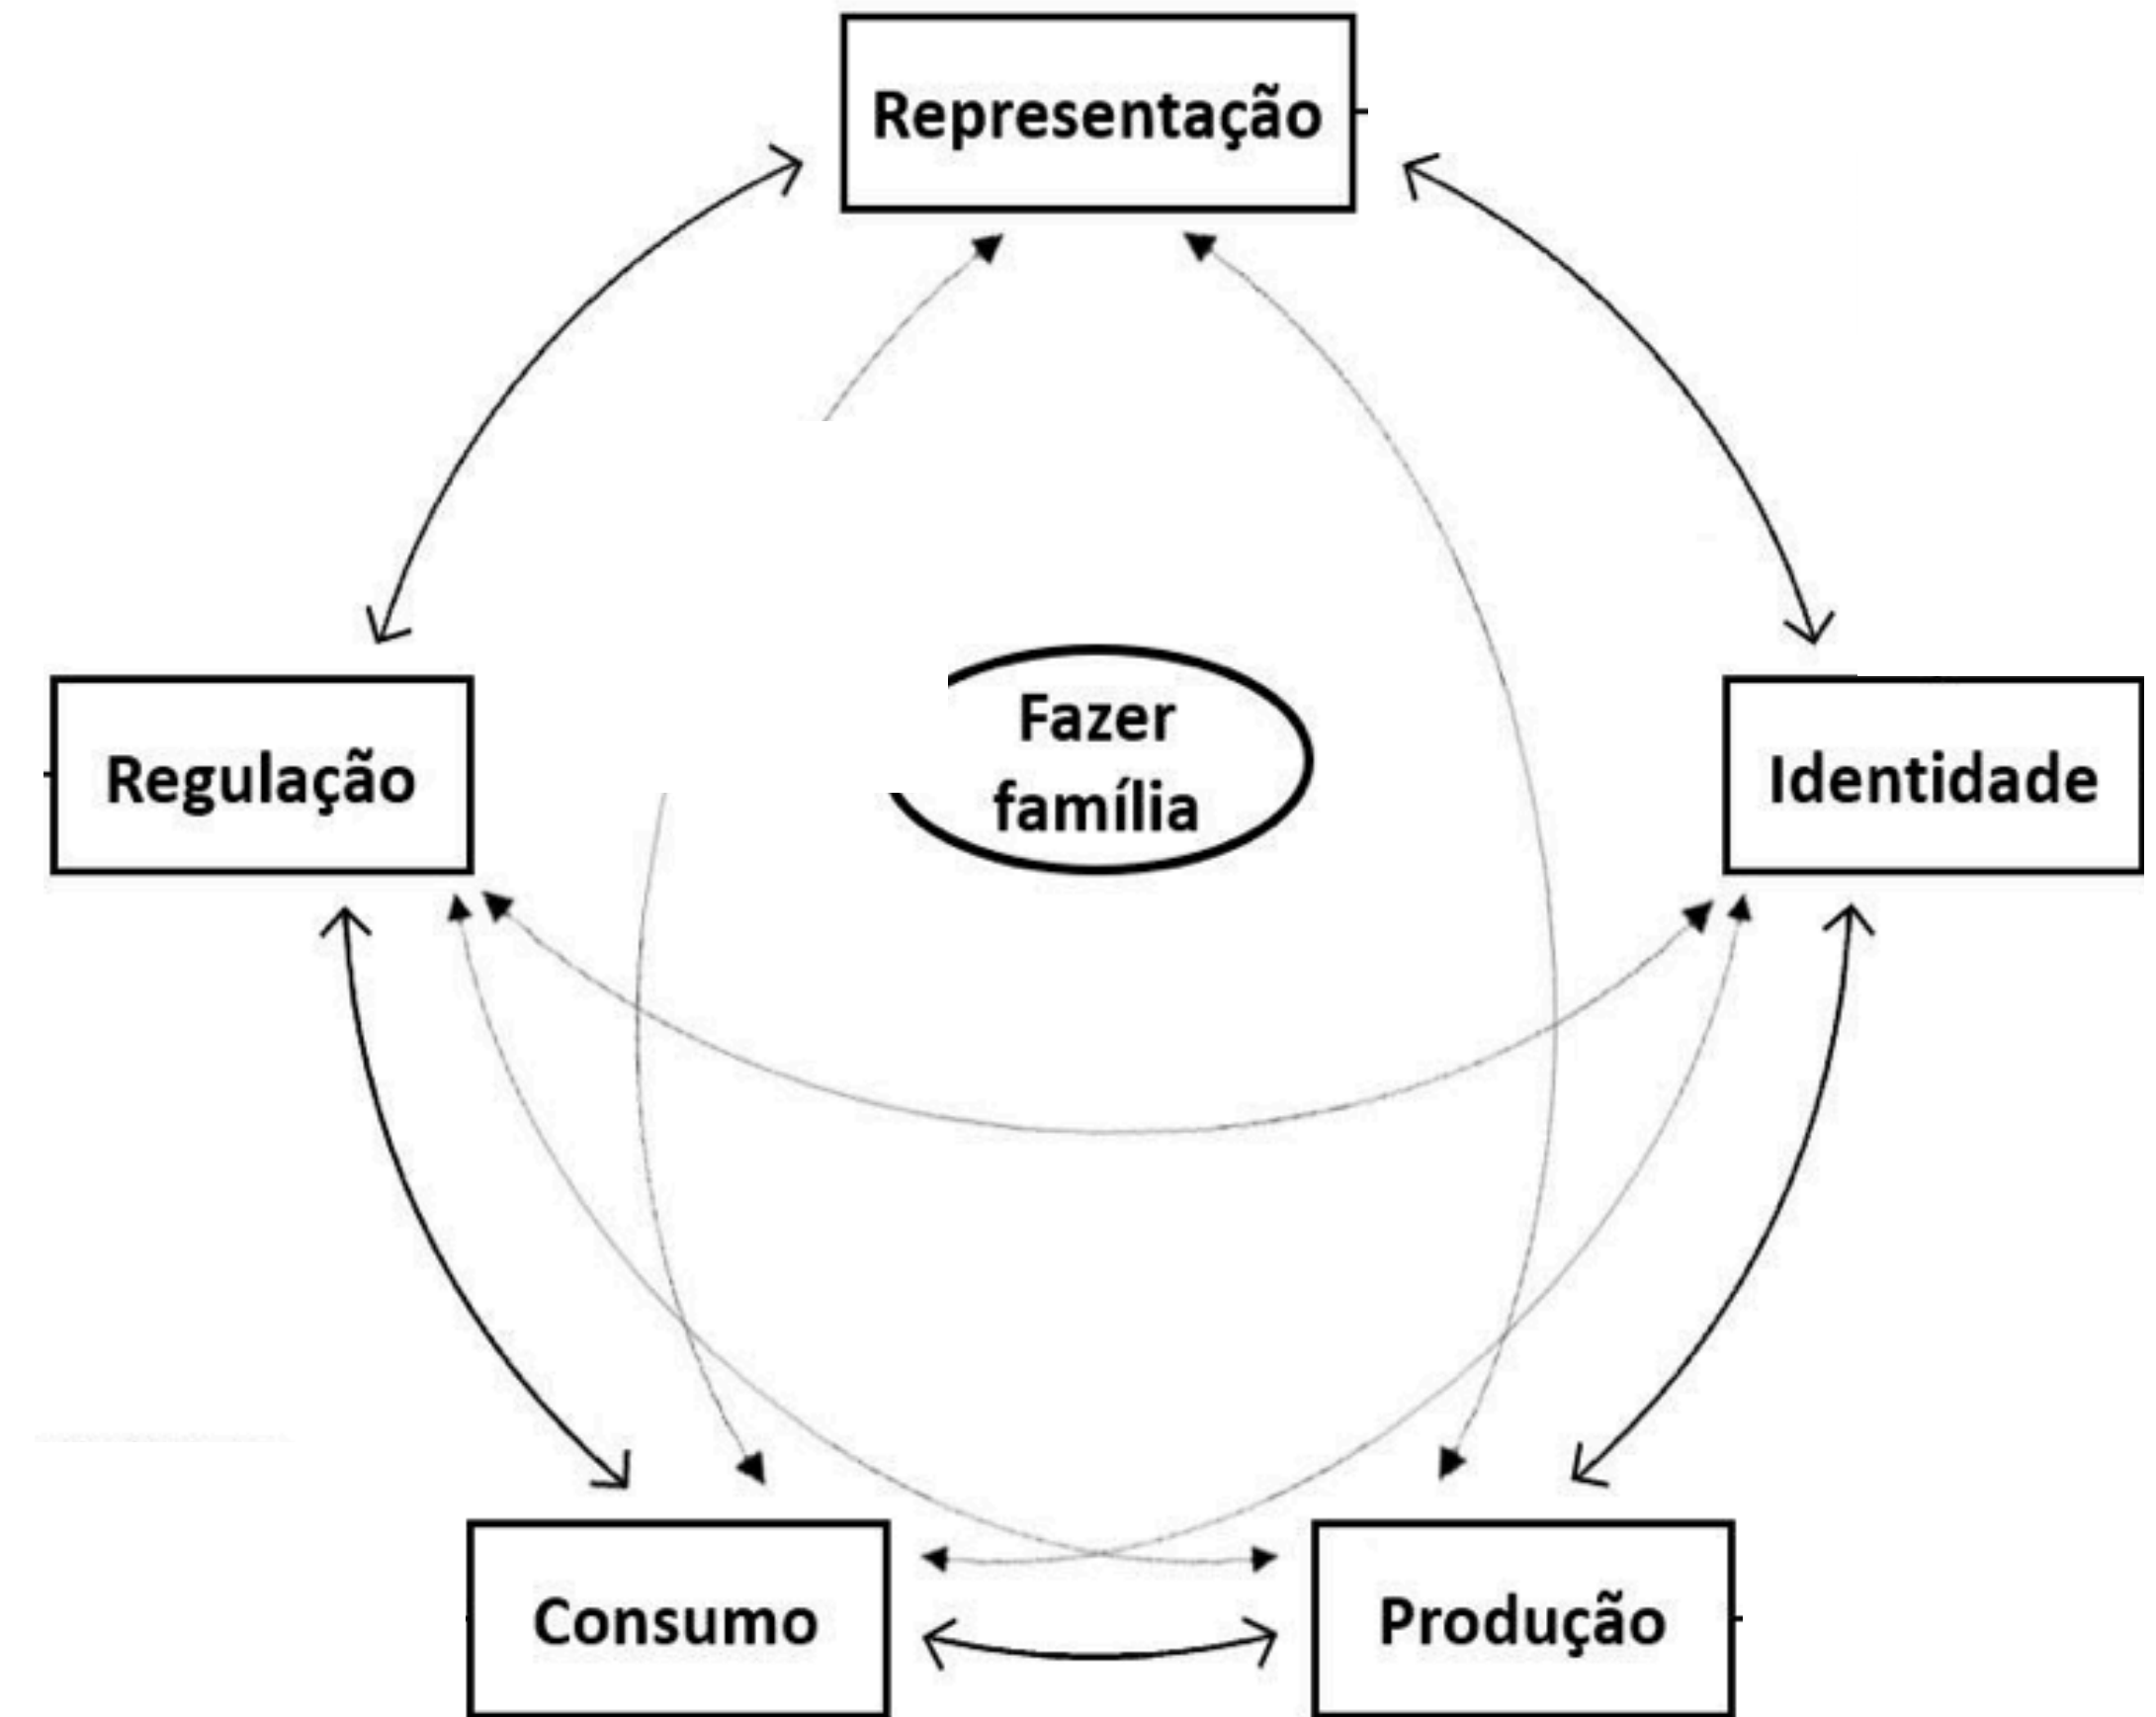 Representação
Fazer
família
Regulação
Identidade
Consumo
Produção